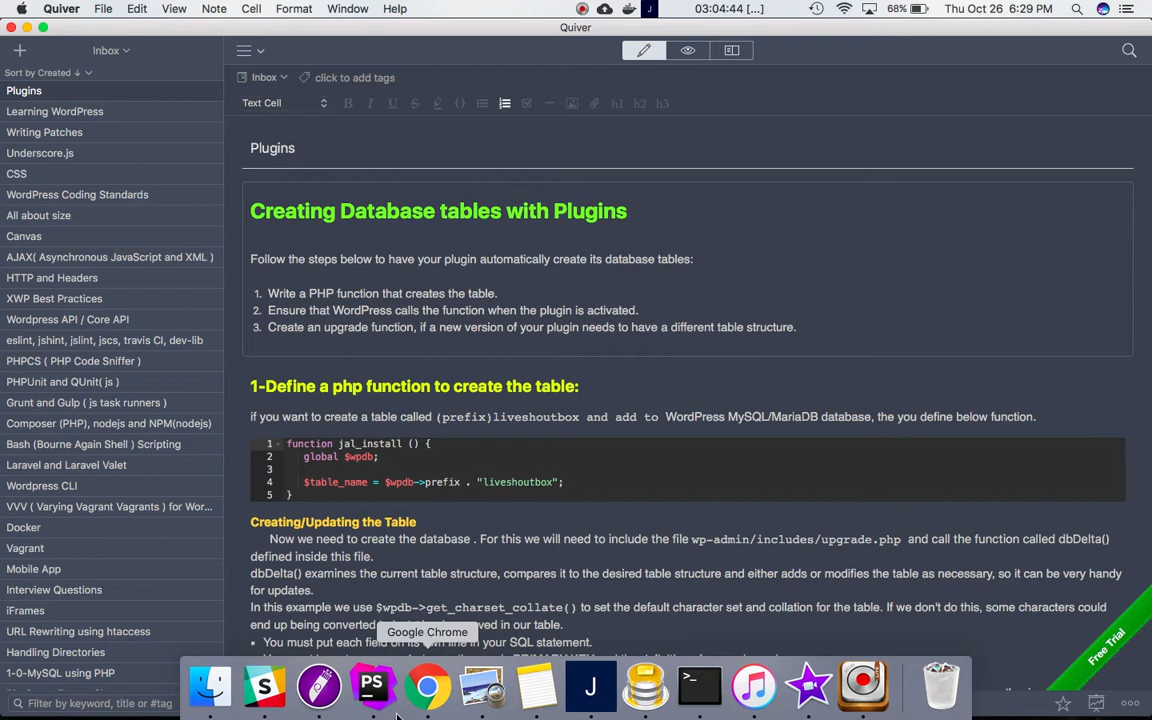 Quiver File Edit View Note Cell Format Window Help 03:04:44 [...] 68% Thu Oct 26 6:29 PM
Quiver
Inbox
Sort by Created
Plugins
Learning WordPress
Writing Patches
Underscore.js
CSS
WordPress Coding Standards
All about size
Canvas
AJAX( Asynchronous JavaScript and XML )
HTTP and Headers
XWP Best Practices
Wordpress API / Core API
eslint, jshint, jslint, jscs, travis CI, dev-lib
PHPCS ( PHP Code Sniffer )
PHPUnit and QUnit( js )
Grunt and Gulp ( js task runners )
Composer (PHP), nodejs and NPM(nodejs)
Bash (Bourne Again Shell ) Scripting
Laravel and Laravel Valet
Wordpress CLI
VVV ( Varying Vagrant Vagrants ) for Wor...
Docker
Vagrant
Mobile App
Interview Questions
iFrames
URL Rewriting using htaccess
Handling Directories
1-0-MySQL using PHP
Filter by keyword, title or #tag
Inbox click to add tags
Text Cell B I U S {} h1 h2 h3
Plugins
Creating Database tables with Plugins
Follow the steps below to have your plugin automatically create its database tables:
1. Write a PHP function that creates the table.
2. Ensure that WordPress calls the function when the plugin is activated.
3. Create an upgrade function, if a new version of your plugin needs to have a different table structure.
1-Define a php function to create the table:
if you want to create a table called (prefix)liveshoutbox and add to WordPress MySQL/MariaDB database, the you define below function.
1 function jal_install () {
2 global $wpdb;
3
4 $table_name = $wpdb->prefix . "liveshoutbox";
5 }
Creating/Updating the Table
Now we need to create the database . For this we will need to include the file wp-admin/includes/upgrade.php and call the function called dbDelta()
defined inside this file.
dbDelta() examines the current table structure, compares it to the desired table structure and either adds or modifies the table as necessary, so it can be very handy
for updates.
In this example we use $wpdb->get_charset_collate() to set the default character set and collation for the table. If we don't do this, some characters could
end up being converted in our table.
You must put each field on line in your SQL statement.
Google Chrome
Free Trial
S
PS
J